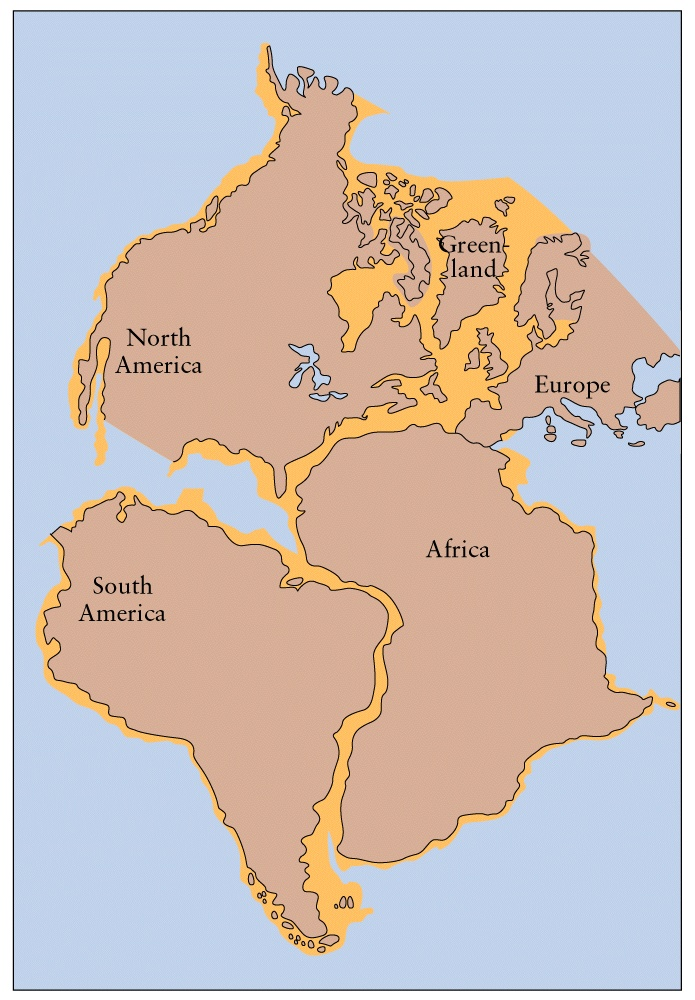 Green-
land
North
America
Europe
Africa
South
America